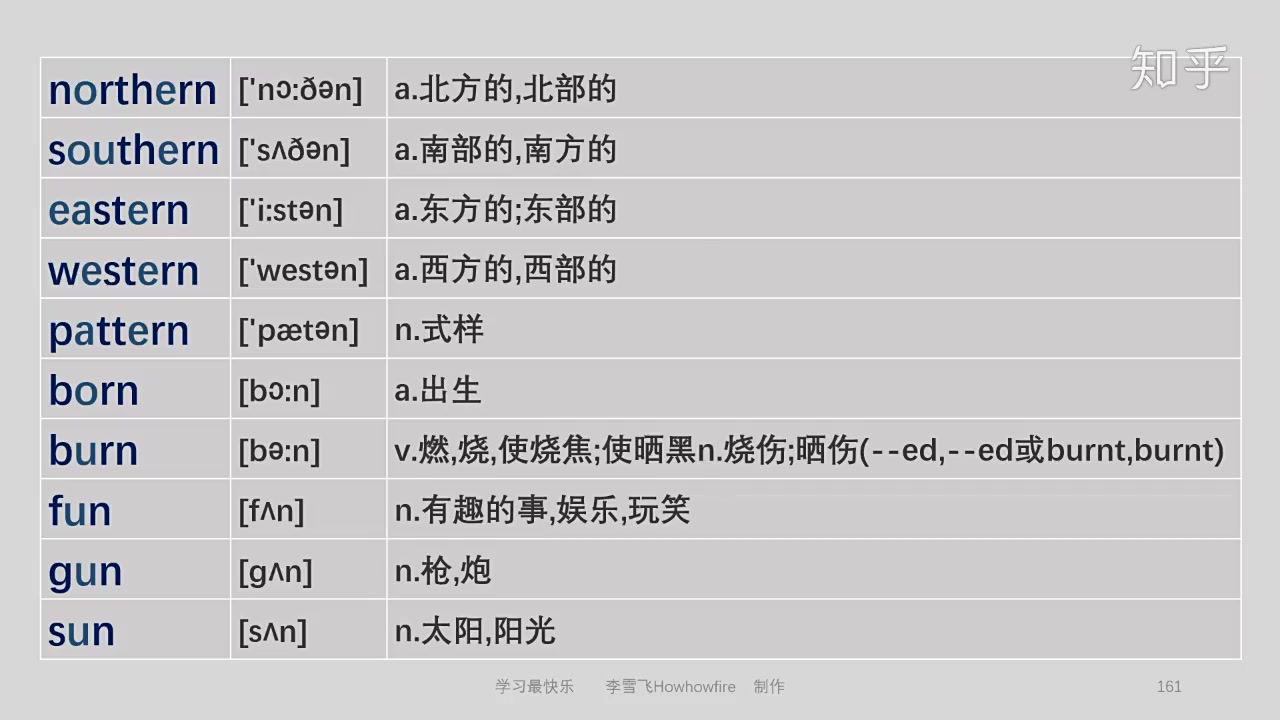 知乎
northern ['nɔ:ðən] a.北方的,北部的
southern ['sʌðən] a.南部的,南方的
eastern ['i:stən] a.东方的;东部的
western ['westən] a.西方的,西部的
pattern ['pætən] n.式样
born [bɔ:n] a.出生
burn [bə:n] v.燃,烧,使烧焦;使晒黑n.烧伤;晒伤(--ed,--ed或burnt,burnt)
fun [fʌn] n.有趣的事,娱乐,玩笑
gun [gʌn] n.枪,炮
sun [sʌn] n.太阳,阳光
学习最快乐 李雪飞Howhowfire 制作 161